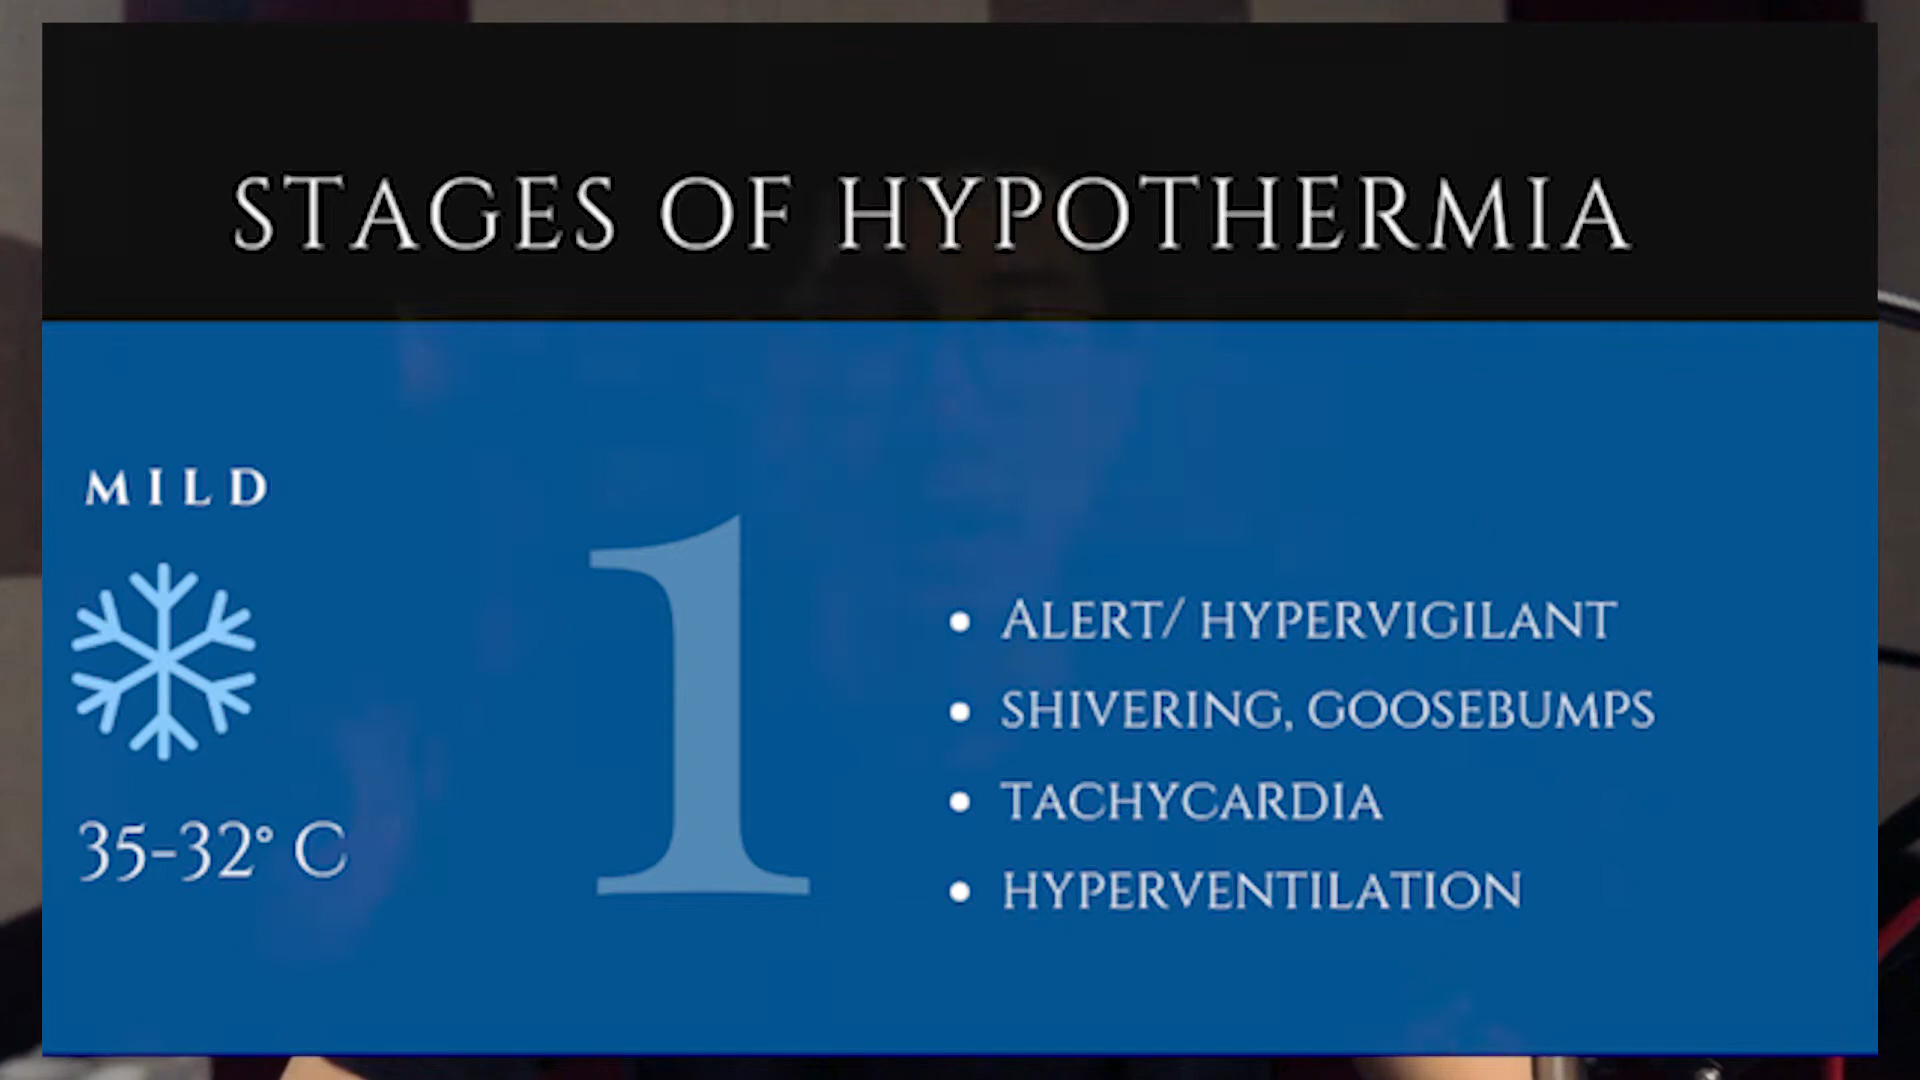 STAGES OF HYPOTHERMIA
MILD
35-32° C
1
ALERT/ HYPERVIGILANT
SHIVERING, GOOSEBUMPS
TACHYCARDIA
HYPERVENTILATION